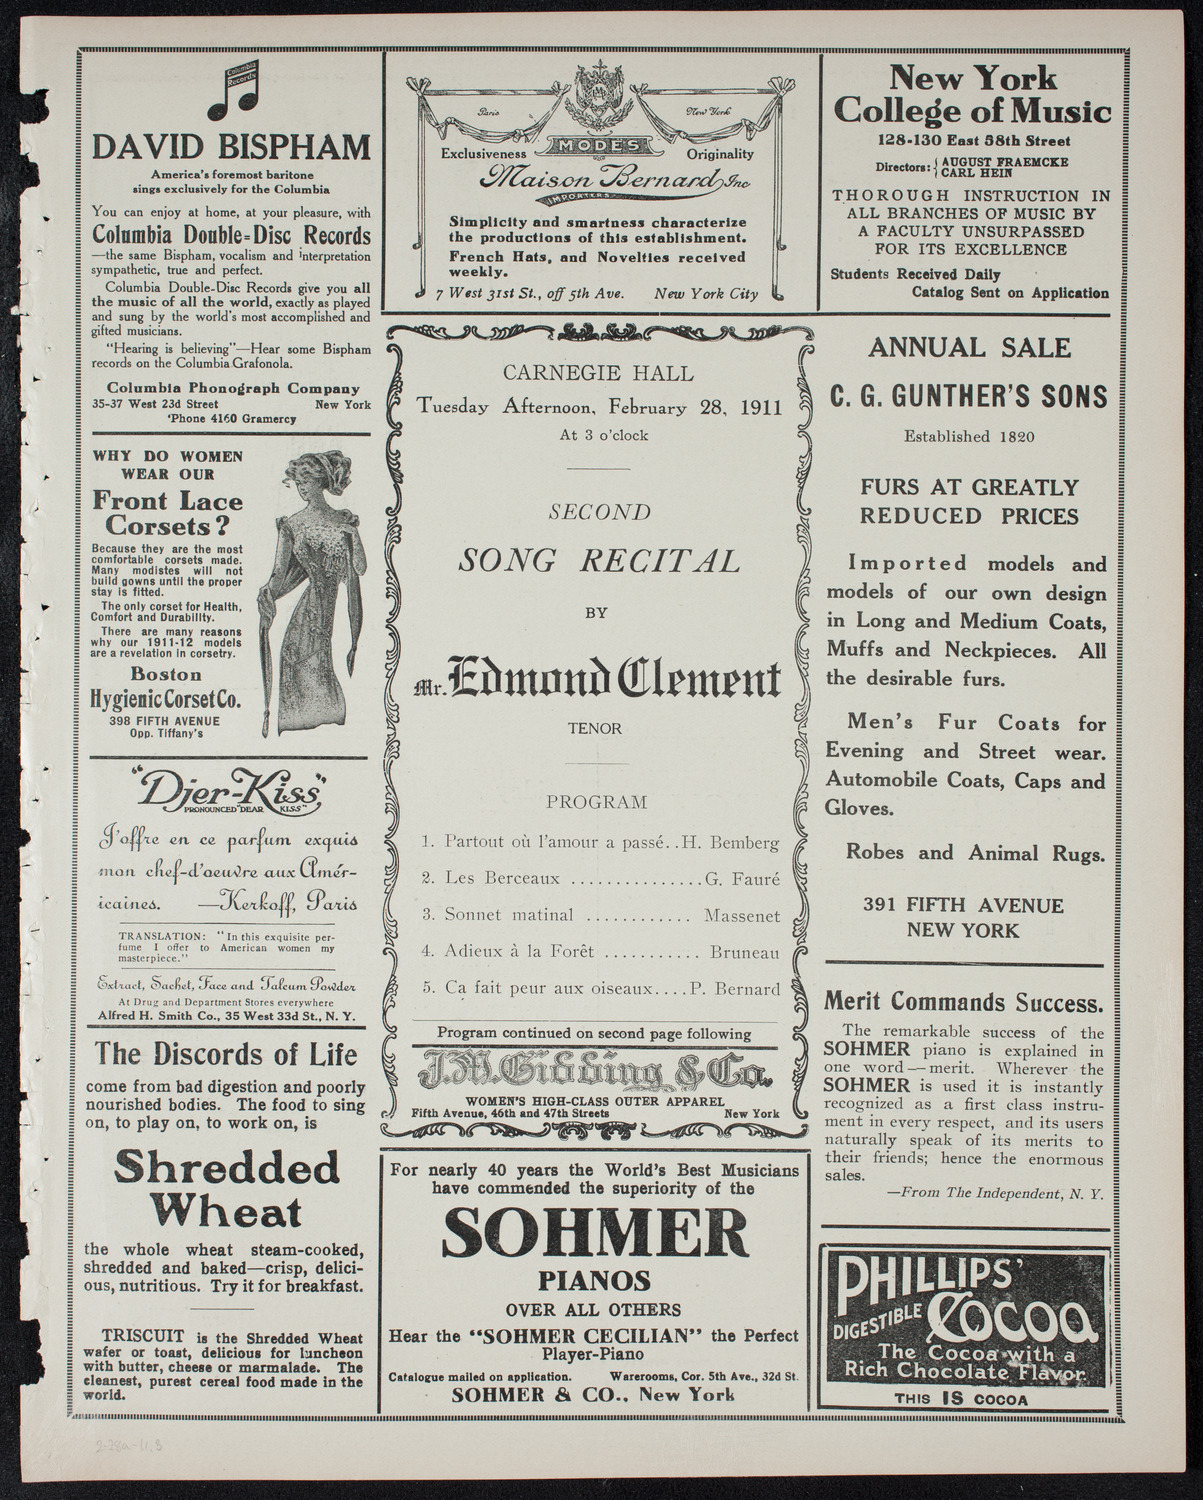 Columbia
Records
DAVID BISPHAM
America's foremost baritone
sings exclusively for the Columbia
You can enjoy at home, at your pleasure, with
Columbia Double=Disc Records
—the same Bispham, vocalism and interpretation
sympathetic, true and perfect.
Columbia Double-Disc Records give you all
the music of all the world, exactly as played
and sung by the world's most accomplished and
gifted musicians.
"Hearing is believing"—Hear some Bispham
records on the Columbia Grafonola.
Columbia Phonograph Company
35-37 West 23d Street New York
'Phone 4160 Gramercy
WHY DO WOMEN
WEAR OUR
Front Lace
Corsets?
Because they are the most
comfortable corsets made.
Many modistes will not
build gowns until the proper
stay is fitted.
The only corset for Health,
Comfort and Durability.
There are many reasons
why our 1911-12 models
are a revelation in corsetry.
Boston
Hygienic Corset Co.
398 FIFTH AVENUE
Opp. Tiffany's
"Djer-Kiss"
PRONOUNCED "DEAR KISS"
J'offre en ce parfum exquis
mon chef-d'oeuvre aux Amér-
icaines. —Kerkoff, Paris
TRANSLATION: "In this exquisite per-
fume I offer to American women my
masterpiece."
Extract, Sachet, Face and Talcum Powder
At Drug and Department Stores everywhere
Alfred H. Smith Co., 35 West 33d St., N. Y.
The Discords of Life
come from bad digestion and poorly
nourished bodies. The food to sing
on, to play on, to work on, is
Shredded
Wheat
the whole wheat steam-cooked,
shredded and baked—crisp, delici-
ous, nutritious. Try it for breakfast.
TRISCUIT is the Shredded Wheat
wafer or toast, delicious for luncheon
with butter, cheese or marmalade. The
cleanest, purest cereal food made in the
world.
Paris New York
MODES
Exclusiveness Originality
Maison Bernard Inc
IMPORTERS
Simplicity and smartness characterize
the productions of this establishment.
French Hats, and Novelties received
weekly.
7 West 31st St., off 5th Ave. New York City
CARNEGIE HALL
Tuesday Afternoon, February 28, 1911
At 3 o'clock
SECOND
SONG RECITAL
BY
Mr. Edmond Clement
TENOR
PROGRAM
1. Partout où l'amour a passé..H. Bemberg
2. Les Berceaux ...............G. Fauré
3. Sonnet matinal ............ Massenet
4. Adieux à la Forêt ........... Bruneau
5. Ca fait peur aux oiseaux....P. Bernard
Program continued on second page following
J.M. Gidding & Co.
WOMEN'S HIGH-CLASS OUTER APPAREL
Fifth Avenue, 46th and 47th Streets New York
For nearly 40 years the World's Best Musicians
have commended the superiority of the
SOHMER
PIANOS
OVER ALL OTHERS
Hear the "SOHMER CECILIAN" the Perfect
Player-Piano
Catalogue mailed on application. Warerooms, Cor. 5th Ave., 32d St.
SOHMER & CO., New York
New York
College of Music
128-130 East 58th Street
Directors: { AUGUST FRAEMCKE
CARL HEIN
THOROUGH INSTRUCTION IN
ALL BRANCHES OF MUSIC BY
A FACULTY UNSURPASSED
FOR ITS EXCELLENCE
Students Received Daily
Catalog Sent on Application
ANNUAL SALE
C. G. GUNTHER'S SONS
Established 1820
FURS AT GREATLY
REDUCED PRICES
Imported models and
models of our own design
in Long and Medium Coats,
Muffs and Neckpieces. All
the desirable furs.
Men's Fur Coats for
Evening and Street wear.
Automobile Coats, Caps and
Gloves.
Robes and Animal Rugs.
391 FIFTH AVENUE
NEW YORK
Merit Commands Success.
The remarkable success of the
SOHMER piano is explained in
one word—merit. Wherever the
SOHMER is used it is instantly
recognized as a first class instru-
ment in every respect, and its users
naturally speak of its merits to
their friends; hence the enormous
sales.
—From The Independent, N. Y.
PHILLIPS'
DIGESTIBLE COCOA
The Cocoa with a
Rich Chocolate Flavor
THIS IS COCOA